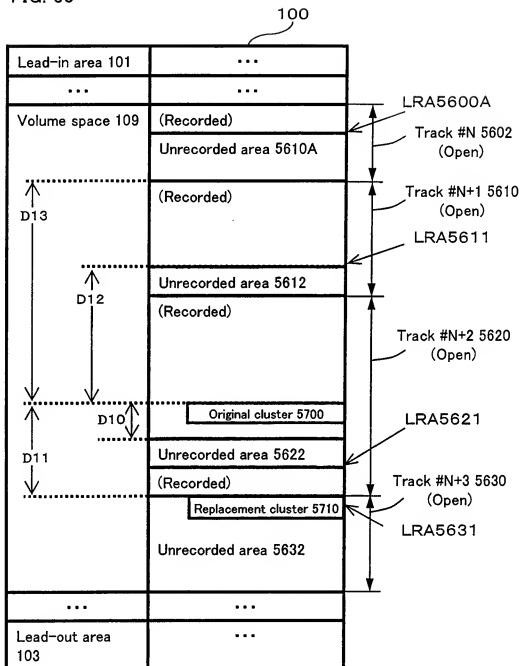 100
Lead-in area 101
...
...
...
Volume space 109
(Recorded)
LRA5600A
Track #N 5602
(Open)
Unrecorded area 5610A
D13
(Recorded)
Track #N+1 5610
(Open)
LRA5611
D12
Unrecorded area 5612
(Recorded)
Track #N+2 5620
(Open)
D10
Original cluster 5700
LRA5621
D11
Unrecorded area 5622
(Recorded)
Track #N+3 5630
(Open)
Replacement cluster 5710
LRA5631
Unrecorded area 5632
...
...
Lead-out area
103
...